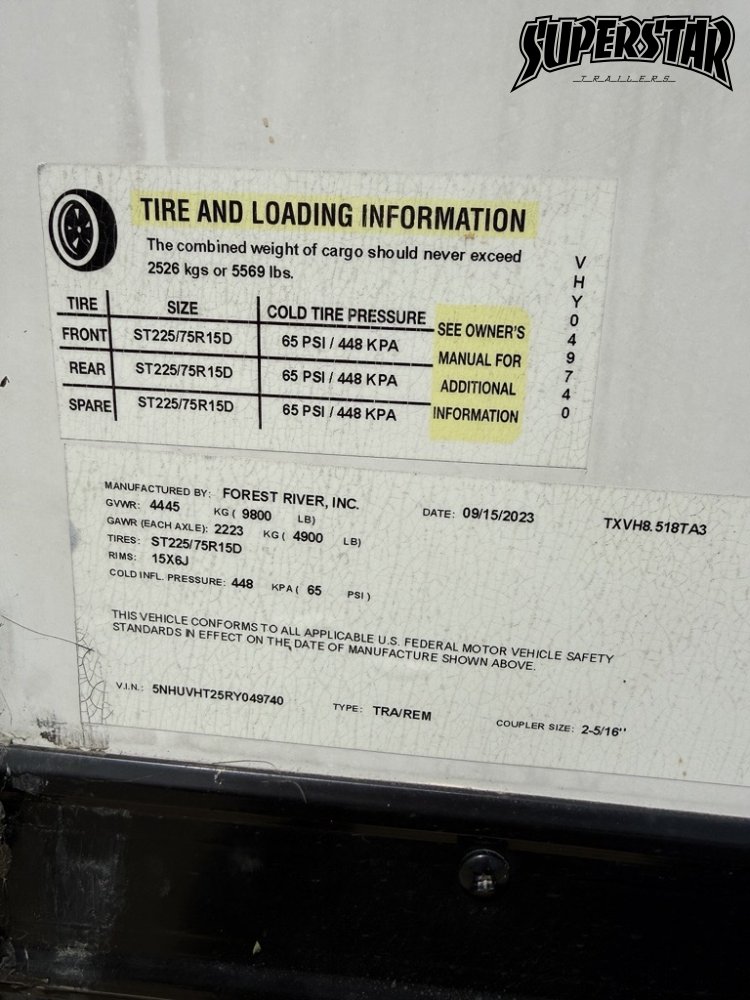 SUPERSTAR
TRAILERS
TIRE AND LOADING INFORMATION
The combined weight of cargo should never exceed
2526 kgs or 5569 lbs.
TIRE SIZE COLD TIRE PRESSURE
FRONT ST225/75R15D 65 PSI / 448 KPA
REAR ST225/75R15D 65 PSI / 448 KPA
SPARE ST225/75R15D 65 PSI / 448 KPA
SEE OWNER'S
MANUAL FOR
ADDITIONAL
INFORMATION
VHY049740
MANUFACTURED BY: FOREST RIVER, INC. DATE: 09/15/2023 TXVH8.518TA3
GVWR: 4445 KG ( 9800 LB)
GAWR (EACH AXLE): 2223 KG ( 4900 LB)
TIRES: ST225/75R15D
RIMS: 15X6J
COLD INFL. PRESSURE: 448 KPA ( 65 PSI )
THIS VEHICLE CONFORMS TO ALL APPLICABLE U.S. FEDERAL MOTOR VEHICLE SAFETY
STANDARDS IN EFFECT ON THE DATE OF MANUFACTURE SHOWN ABOVE.
V.I.N.: 5NHUVHT25RY049740 TYPE: TRA/REM COUPLER SIZE: 2-5/16''